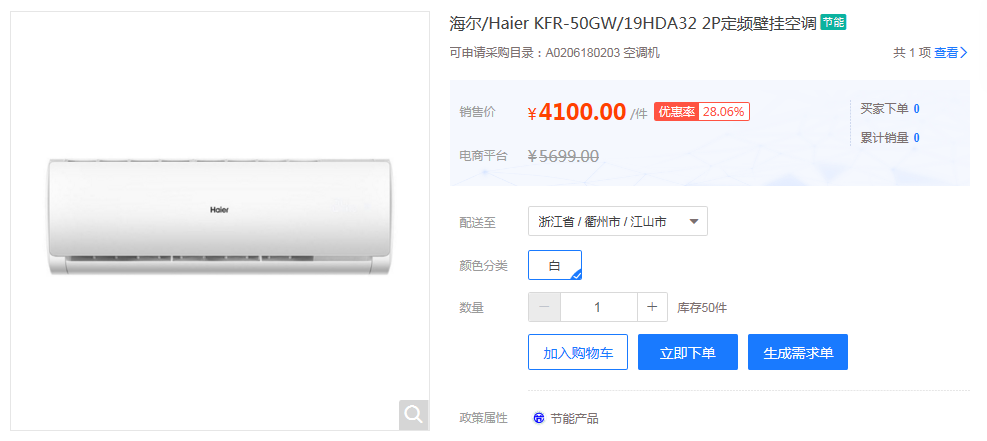 海尔/Haier KFR-50GW/19HDA32 2P定频壁挂空调 节能
可申请采购目录：A0206180203 空调机 共 1 项 查看
销售价 ¥4100.00 /件 优惠率 28.06% 买家下单 0
累计销量 0
电商平台 ¥5699.00
Haier
配送至 浙江省 / 衢州市 / 江山市
颜色分类 白
数量 － 1 + 库存50件
加入购物车 立即下单 生成需求单
政策属性 节 节能产品